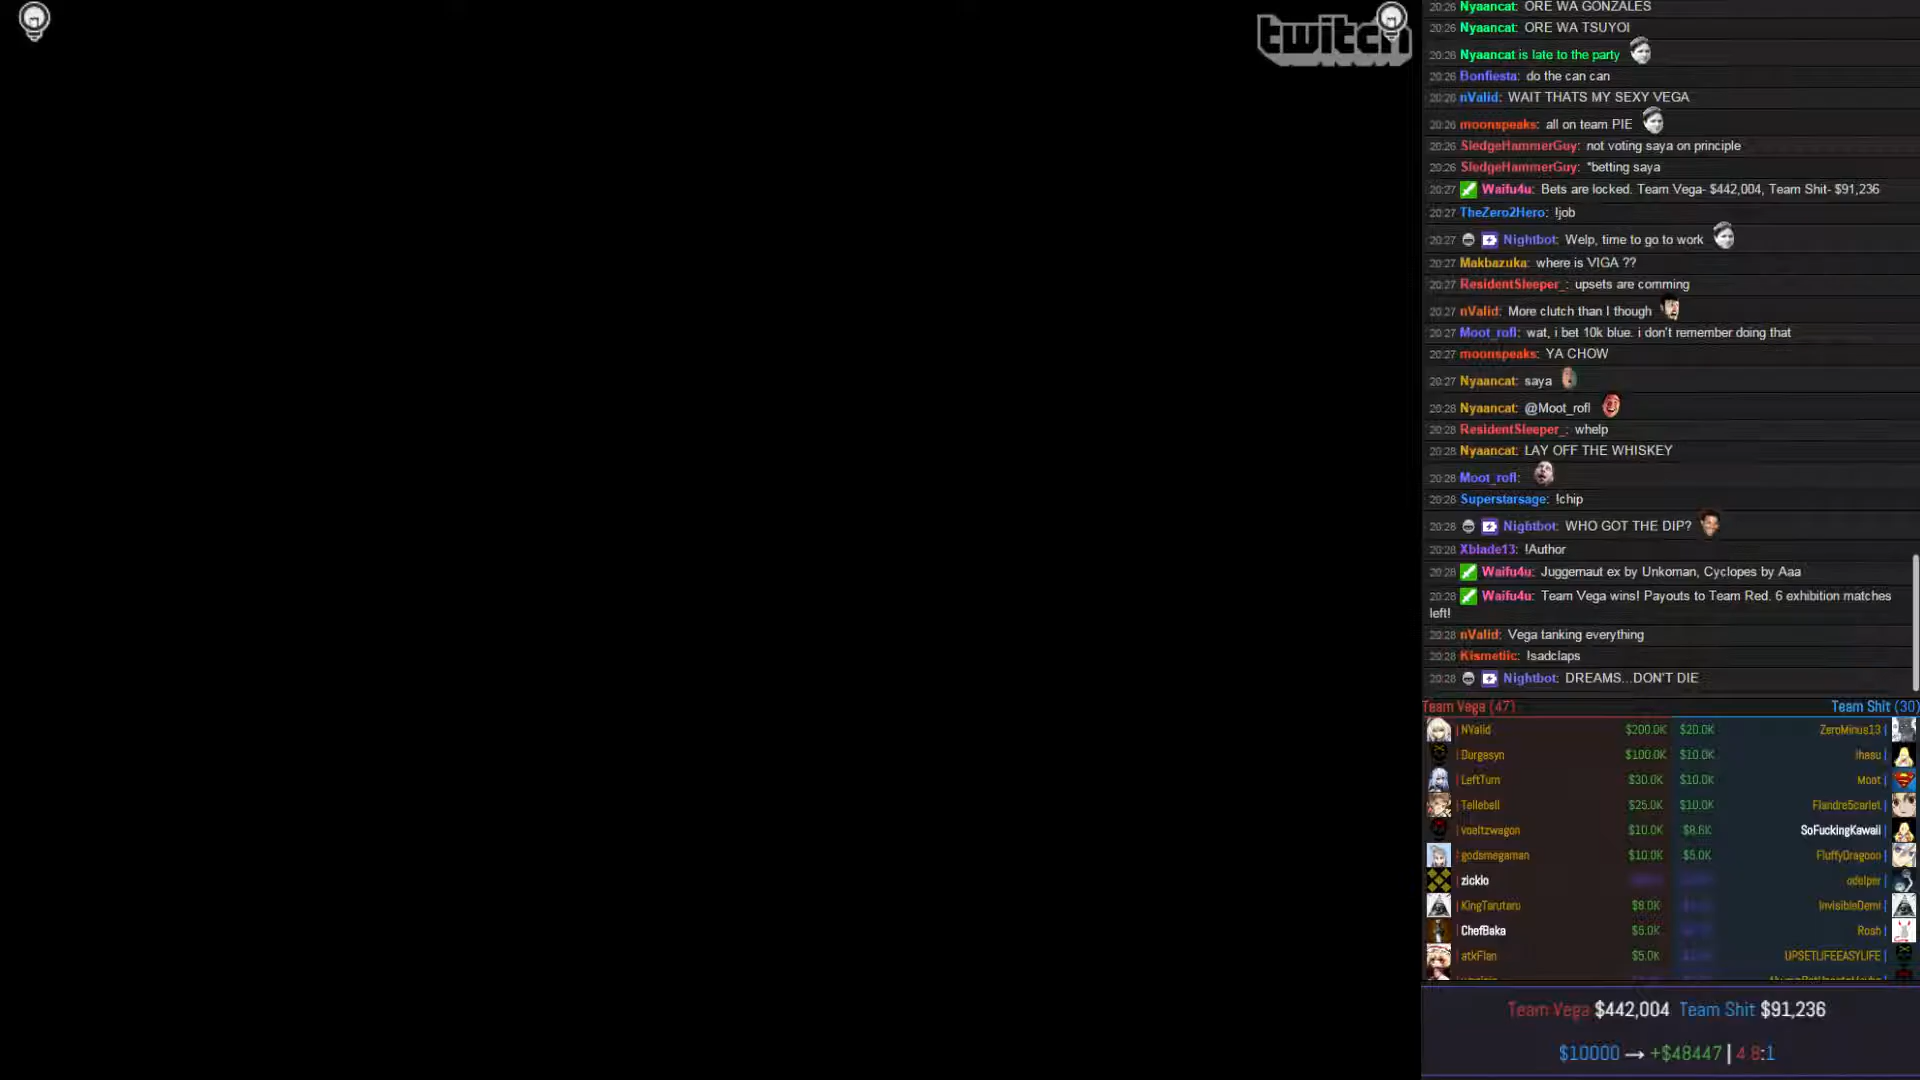 twitch
20:26 Nyaancat: ORE WA GONZALES
20:26 Nyaancat: ORE WA TSUYOI
20:26 Nyaancat is late to the party
20:26 Bonfiesta: do the can can
20:26 nValid: WAIT THATS MY SEXY VEGA
20:26 moonspeaks: all on team PIE
20:26 SledgeHammerGuy: not voting saya on principle
20:26 SledgeHammerGuy: *betting saya
20:27 Waifu4u: Bets are locked. Team Vega- $442,004, Team Shit- $91,236
20:27 TheZero2Hero: !job
20:27 Nightbot: Welp, time to go to work
20:27 Makbazuka: where is VIGA ??
20:27 ResidentSleeper_: upsets are comming
20:27 nValid: More clutch than I though
20:27 Moot_rofl: wat, i bet 10k blue. i don't remember doing that
20:27 moonspeaks: YA CHOW
20:27 Nyaancat: saya
20:28 Nyaancat: @Moot_rofl
20:28 ResidentSleeper_: whelp
20:28 Nyaancat: LAY OFF THE WHISKEY
20:28 Moot_rofl:
20:28 Superstarsage: !chip
20:28 Nightbot: WHO GOT THE DIP?
20:28 Xblade13: !Author
20:28 Waifu4u: Juggernaut ex by Unkoman, Cyclopes by Aaa
20:28 Waifu4u: Team Vega wins! Payouts to Team Red. 6 exhibition matches
left!
20:28 nValid: Vega tanking everything
20:28 Kismetiic: !sadclaps
20:28 Nightbot: DREAMS...DON'T DIE
Team Vega (47) Team Shit (30)
NValid $200.0K $20.0K ZeroMinus13
Durgasyn $100.0K $10.0K Ihasu
LeftTurn $30.0K $10.0K Moot
Telleball $25.0K $10.0K Flandre5carlet
voeltzwagon $10.0K $8.6K SoFuckingKawaii
godsmegaman $10.0K $5.0K FluffyDragoon
zickio adelper
KingTarutaru $8.0K InvisibleDemi
ChefBaka $5.0K Rosh
atkFlan $5.0K UPSETLIFEEASYLIFE
Team Vega $442,004 Team Shit $91,236
$10000 → +$48447 | 4.8:1